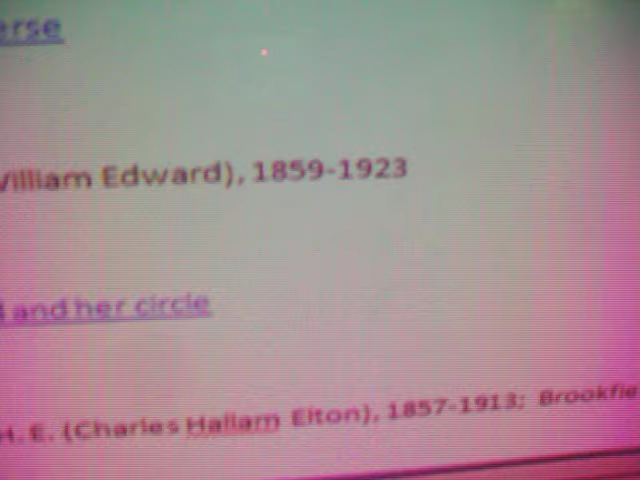 erse
William Edward), 1859-1923
d and her circle
H. E. (Charles Hallam Elton), 1857-1913; Brookfie